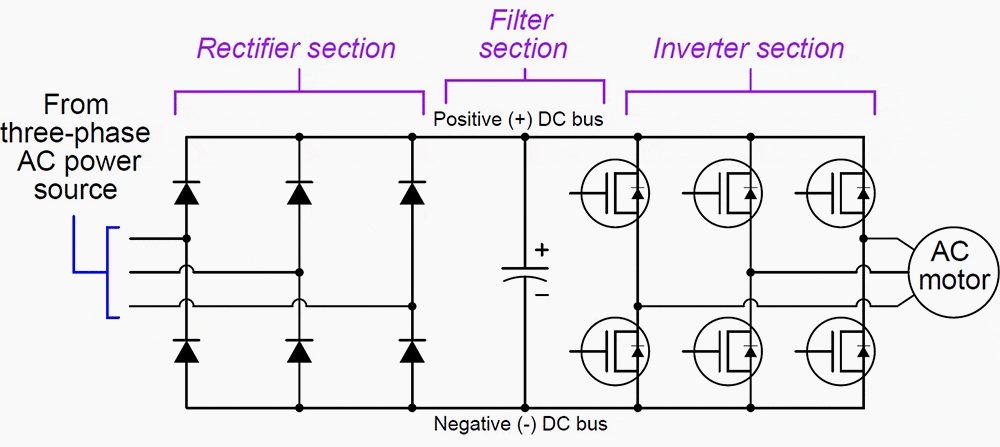 Rectifier section
Filter
section
Inverter section
From
three-phase
AC power
source
Positive (+) DC bus
+
−
AC
motor
Negative (-) DC bus